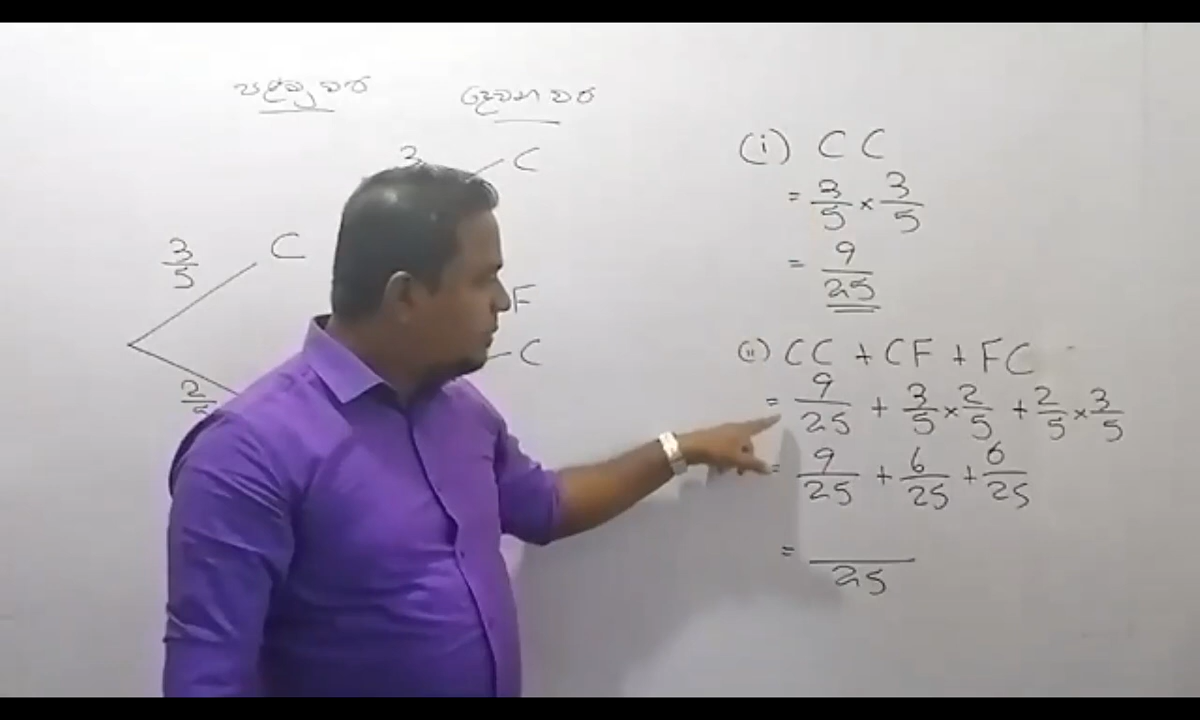 පළමු වර
දෙවන වර
3 C
3/5 C
F
C
2/5
(i) C C
= 3/5 × 3/5
= 9/25
(ii) CC + CF + FC
= 9/25 + 3/5 × 2/5 + 2/5 × 3/5
= 9/25 + 6/25 + 6/25
= /25